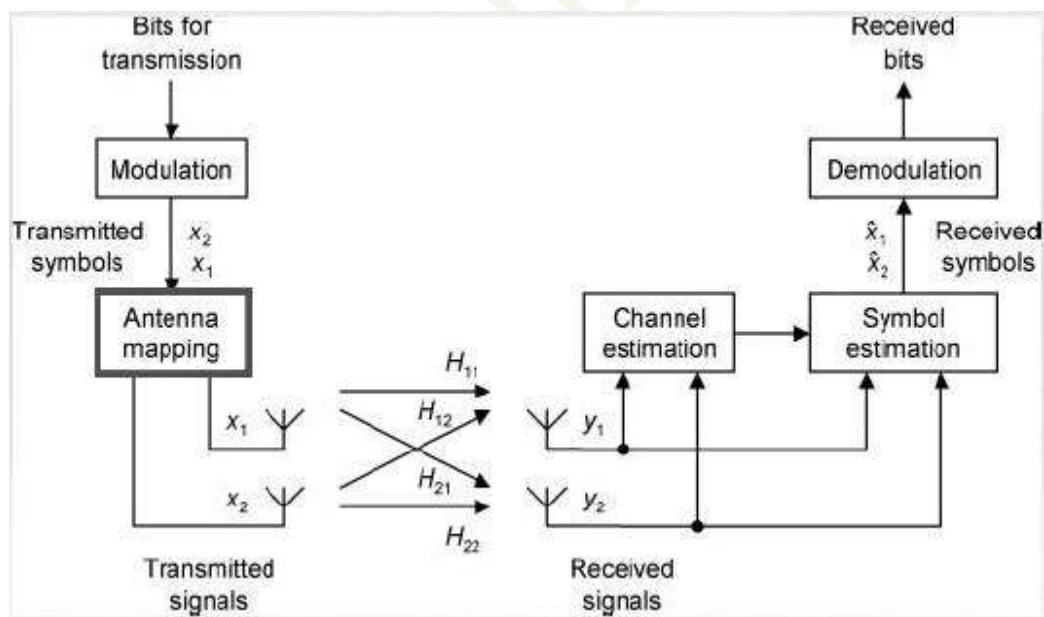 Bits for
transmission
Received
bits
Modulation
Demodulation
Transmitted
symbols
x₂
x₁
x̂₁
x̂₂
Received
symbols
Antenna
mapping
Channel
estimation
Symbol
estimation
H₁₁
H₁₂
x₁
y₁
H₂₁
x₂
y₂
H₂₂
Transmitted
signals
Received
signals